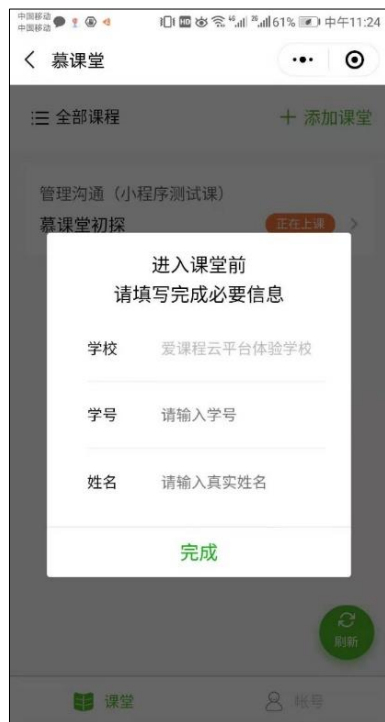 中国移动 HD 46 26 61% 中午11:24
中国移动
慕课堂
全部课程 + 添加课堂
管理沟通（小程序测试课）
慕课堂初探 正在上课
进入课堂前
请填写完成必要信息
学校 爱课程云平台体验学校
学号 请输入学号
姓名 请输入真实姓名
完成
刷新
课堂 帐号